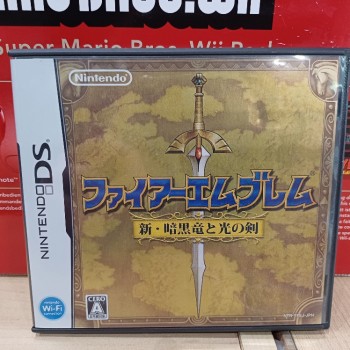 Super Mario Bros. Wii
Nintendo
NINTENDO DS
ファイアーエムブレム
新・暗黒竜と光の剣
Wi-Fi
CERO
A